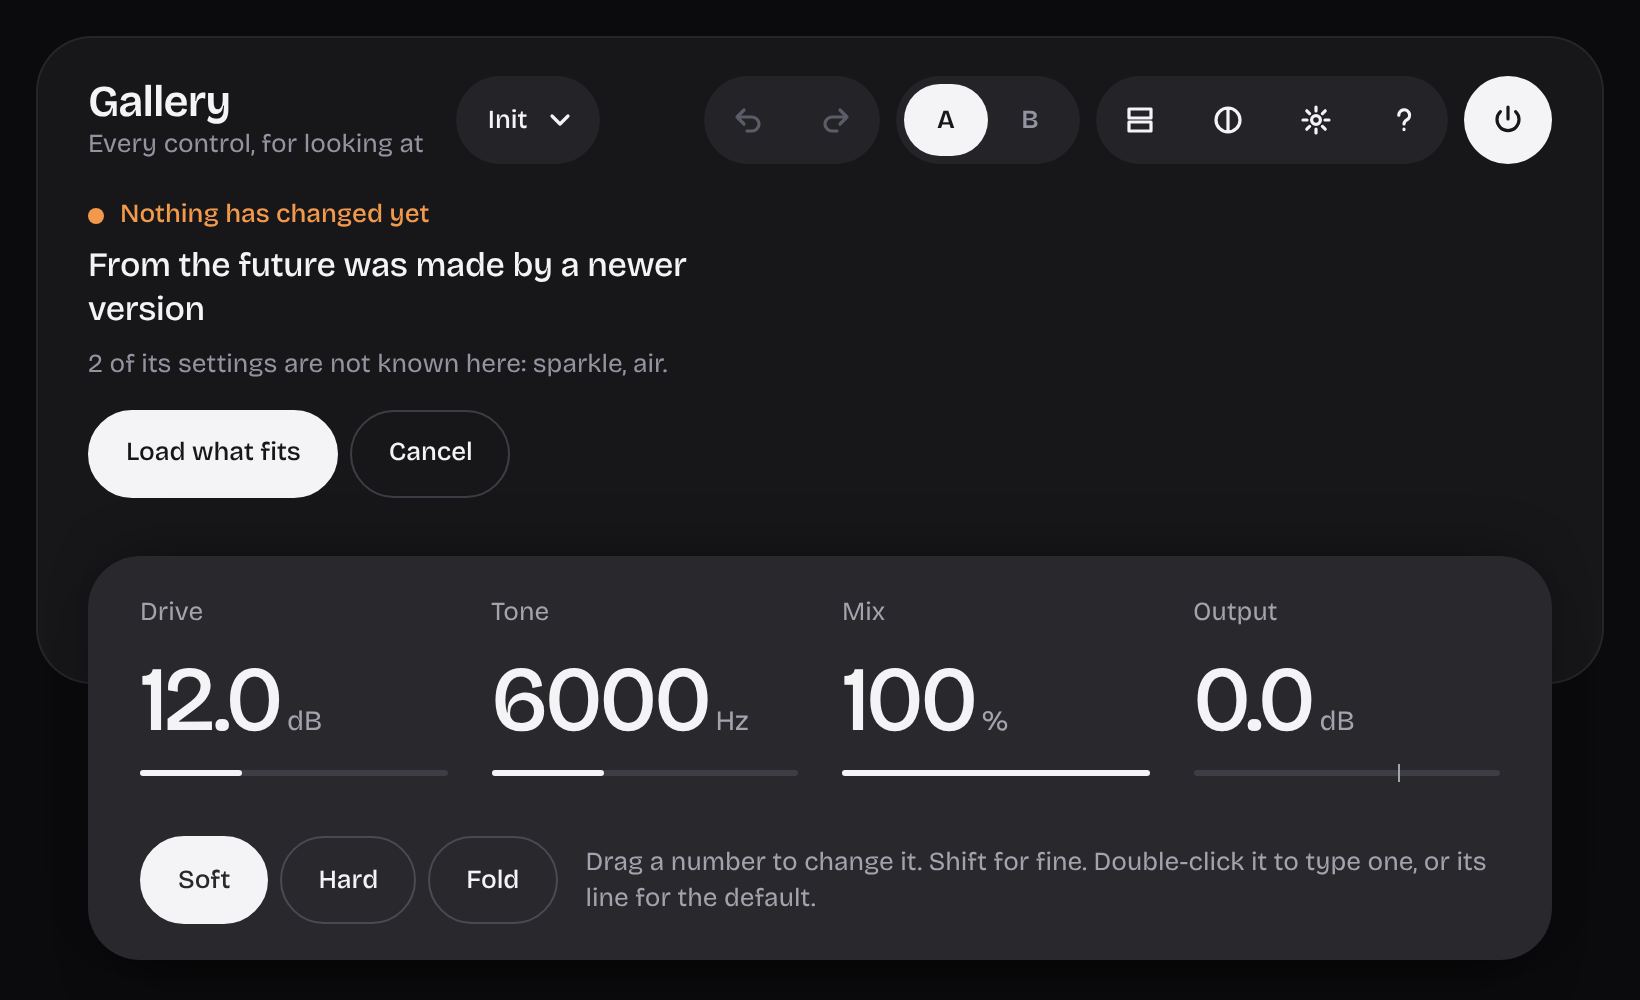 Gallery
Every control, for looking at
Init
A
B
?
Nothing has changed yet
From the future was made by a newer
version
2 of its settings are not known here: sparkle, air.
Load what fits
Cancel
Drive
Tone
Mix
Output
12.0 dB
6000 Hz
100 %
0.0 dB
Soft
Hard
Fold
Drag a number to change it. Shift for fine. Double-click it to type one, or its
line for the default.